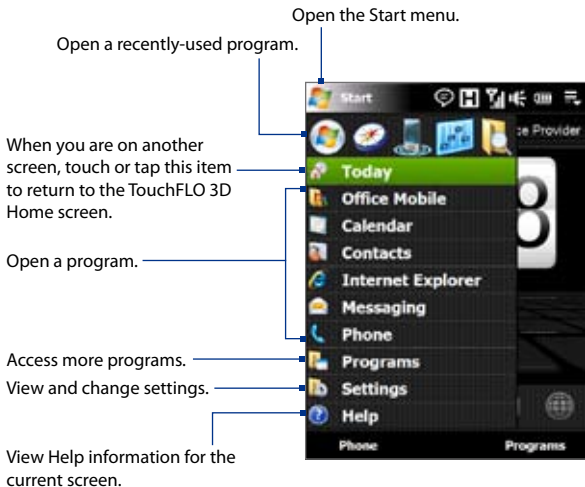 Open the Start menu.
Open a recently-used program.
When you are on another
screen, touch or tap this item
to return to the TouchFLO 3D
Home screen.
Open a program.
Access more programs.
View and change settings.
View Help information for the
current screen.
Start
H
ce Provider
8
Today
Office Mobile
Calendar
Contacts
Internet Explorer
Messaging
Phone
Programs
Settings
Help
Phone
Programs